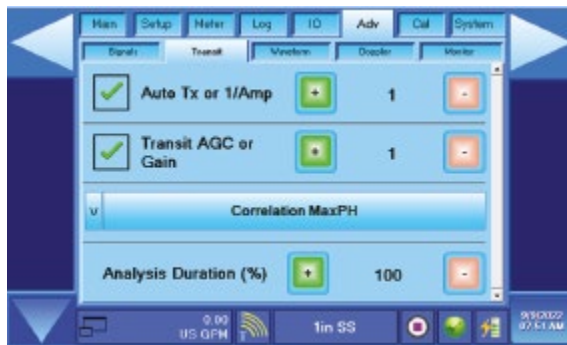 Main Setup Meter Log IO Adv Cal System
Signals Transit Waveform Doppler Monitor
Auto Tx or 1/Amp + 1 -
Transit AGC or
Gain + 1 -
v Correlation MaxPH
Analysis Duration (%) + 100 -
0.00
US GPM T 1in SS
9/9/2022
07:51 AM